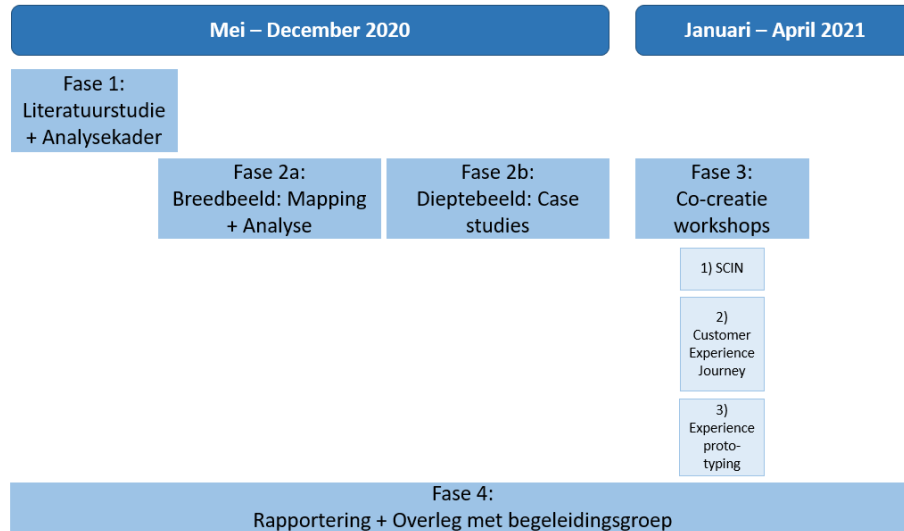 Mei – December 2020
Januari – April 2021
Fase 1:
Literatuurstudie
+ Analysekader
Fase 2a:
Breedbeeld: Mapping
+ Analyse
Fase 2b:
Dieptebeeld: Case
studies
Fase 3:
Co-creatie
workshops
1) SCIN
2)
Customer
Experience
Journey
3)
Experience
proto-
typing
Fase 4:
Rapportering + Overleg met begeleidingsgroep